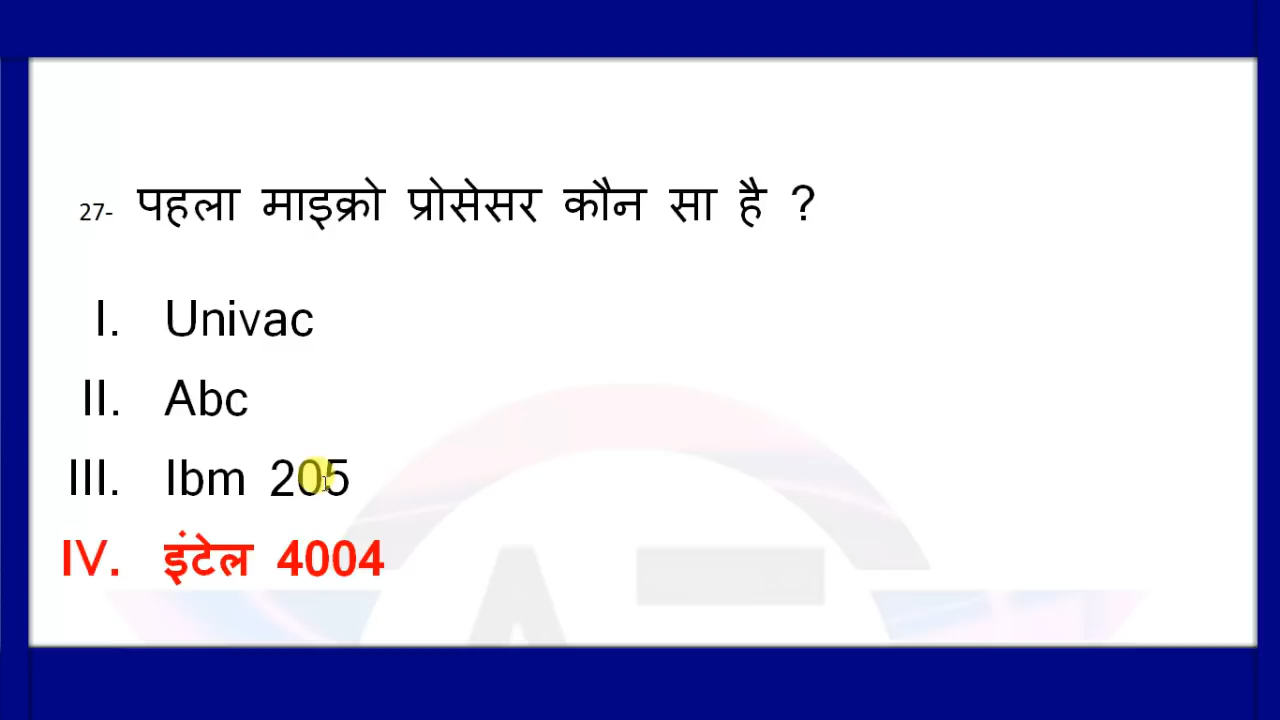 27- पहला माइक्रो प्रोसेसर कौन सा है ?
I. Univac
II. Abc
III. Ibm 205
IV. इंटेल 4004